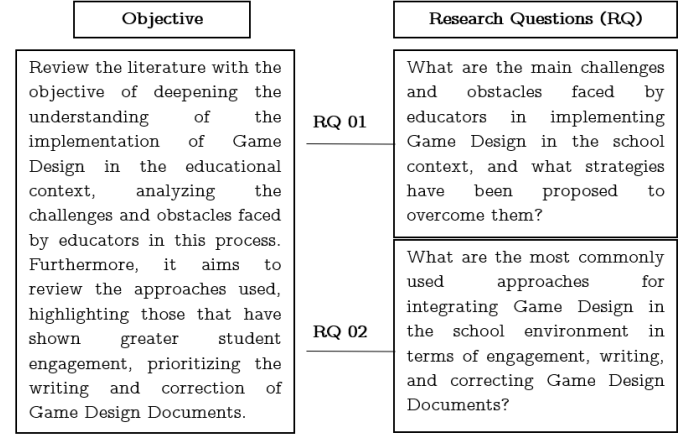 Objective
Research Questions (RQ)
Review the literature with the
objective of deepening the
understanding of the
implementation of Game
Design in the educational
context, analyzing the
challenges and obstacles faced
by educators in this process.
Furthermore, it aims to
review the approaches used,
highlighting those that have
shown greater student
engagement, prioritizing the
writing and correction of
Game Design Documents.
RQ 01
What are the main challenges
and obstacles faced by
educators in implementing
Game Design in the school
context, and what strategies
have been proposed to
overcome them?
RQ 02
What are the most commonly
used approaches for
integrating Game Design in
the school environment in
terms of engagement, writing,
and correcting Game Design
Documents?